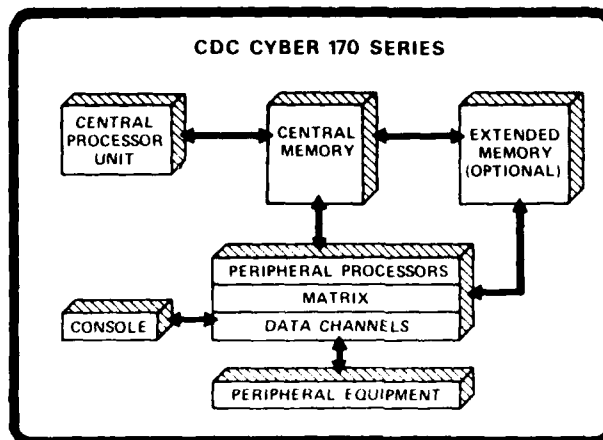 CDC CYBER 170 SERIES
CENTRAL
PROCESSOR
UNIT
CENTRAL
MEMORY
EXTENDED
MEMORY
(OPTIONAL)
PERIPHERAL PROCESSORS
MATRIX
DATA CHANNELS
CONSOLE
PERIPHERAL EQUIPMENT